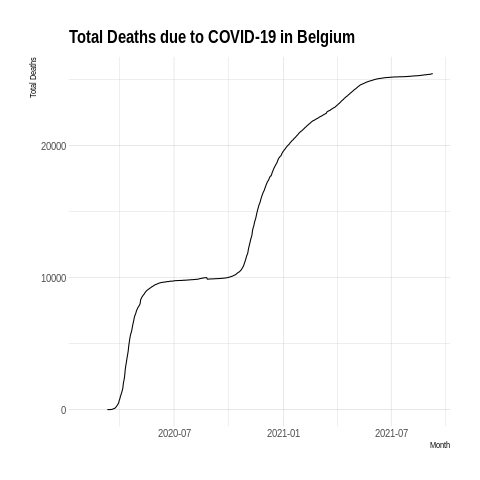 Total Deaths due to COVID-19 in Belgium
Total Deaths
20000
10000
0
2020-07 2021-01 2021-07
Month